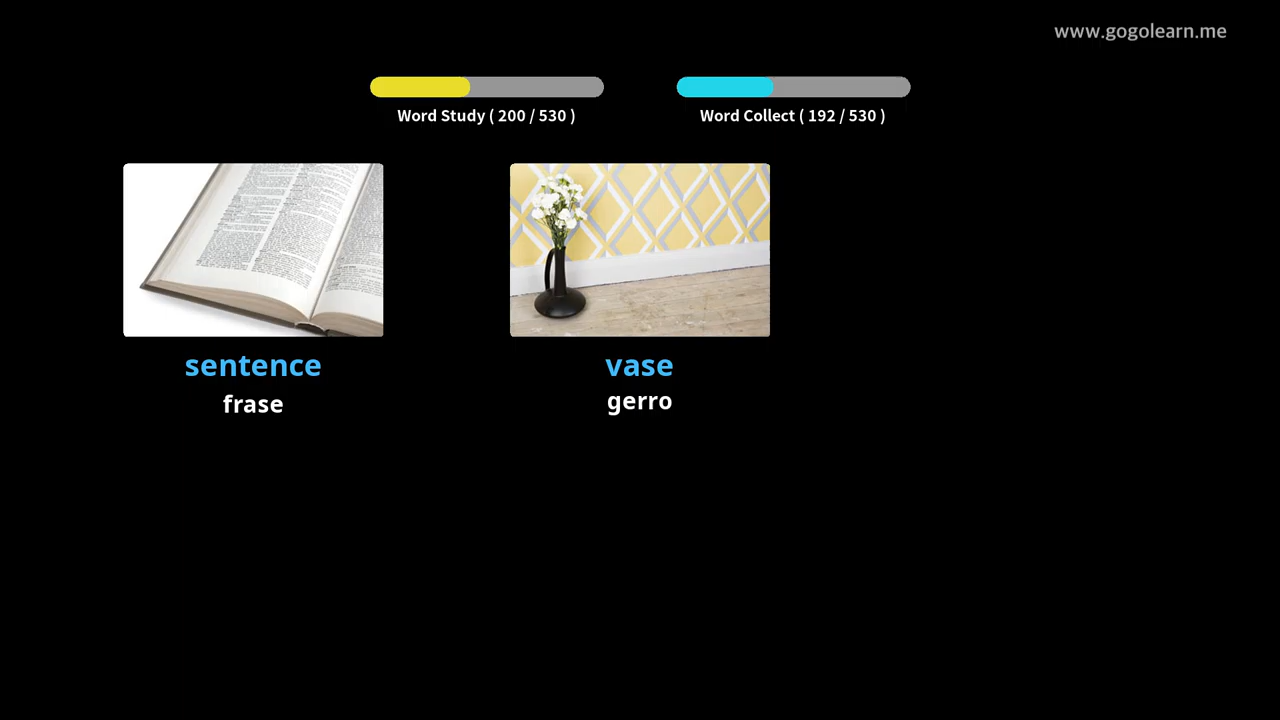 www.gogolearn.me
Word Study ( 200 / 530 )
Word Collect ( 192 / 530 )
sentence
frase
vase
gerro